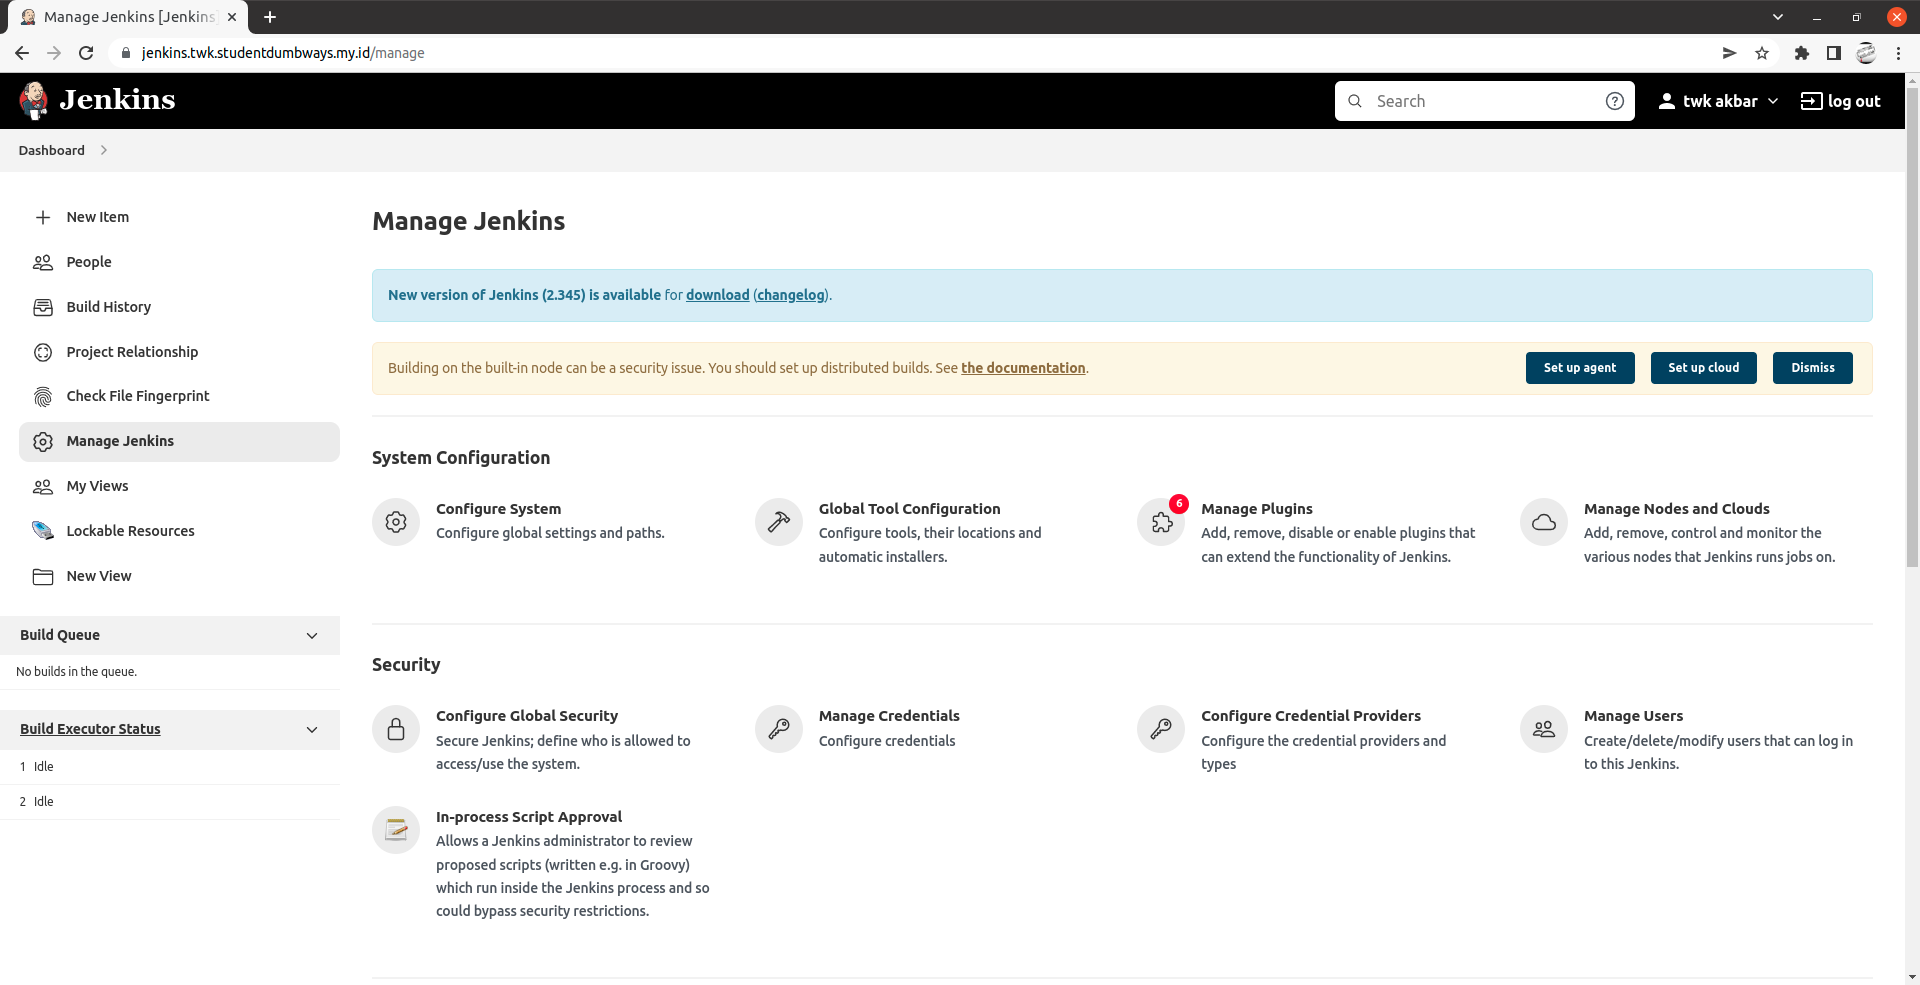 Manage Jenkins [Jenkins]
jenkins.twk.studentdumbways.my.id/manage
Jenkins
Search
twk akbar
log out
Dashboard
New Item
People
Build History
Project Relationship
Check File Fingerprint
Manage Jenkins
My Views
Lockable Resources
New View
Build Queue
No builds in the queue.
Build Executor Status
1 Idle
2 Idle
Manage Jenkins
New version of Jenkins (2.345) is available for download (changelog).
Building on the built-in node can be a security issue. You should set up distributed builds. See the documentation.
Set up agent
Set up cloud
Dismiss
System Configuration
Configure System
Configure global settings and paths.
Global Tool Configuration
Configure tools, their locations and
automatic installers.
6
Manage Plugins
Add, remove, disable or enable plugins that
can extend the functionality of Jenkins.
Manage Nodes and Clouds
Add, remove, control and monitor the
various nodes that Jenkins runs jobs on.
Security
Configure Global Security
Secure Jenkins; define who is allowed to
access/use the system.
Manage Credentials
Configure credentials
Configure Credential Providers
Configure the credential providers and
types
Manage Users
Create/delete/modify users that can log in
to this Jenkins.
In-process Script Approval
Allows a Jenkins administrator to review
proposed scripts (written e.g. in Groovy)
which run inside the Jenkins process and so
could bypass security restrictions.